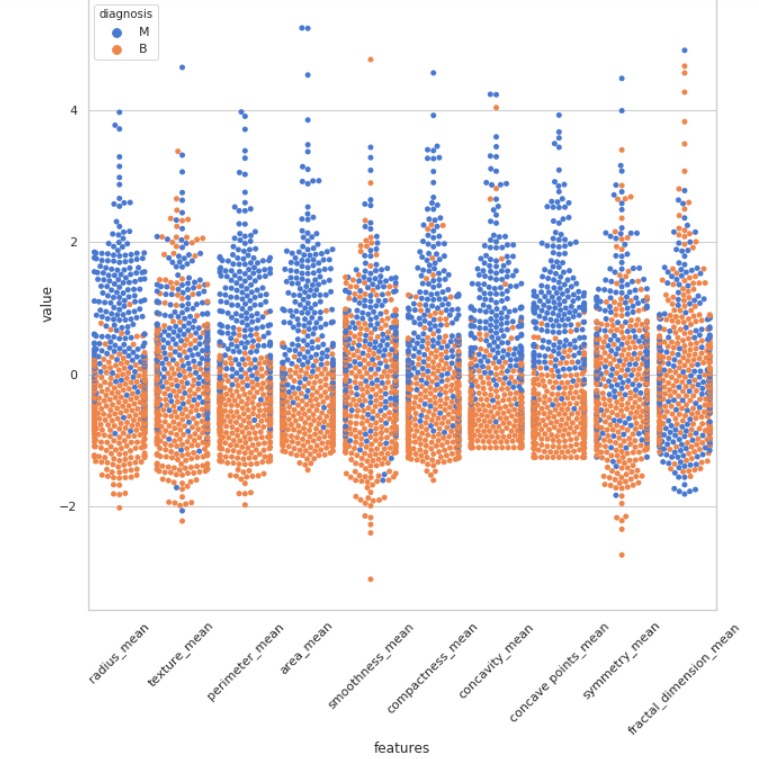 diagnosis
M
B
4
2
0
−2
value
radius_mean
texture_mean
perimeter_mean
area_mean
smoothness_mean
compactness_mean
concavity_mean
concave points_mean
symmetry_mean
fractal_dimension_mean
features